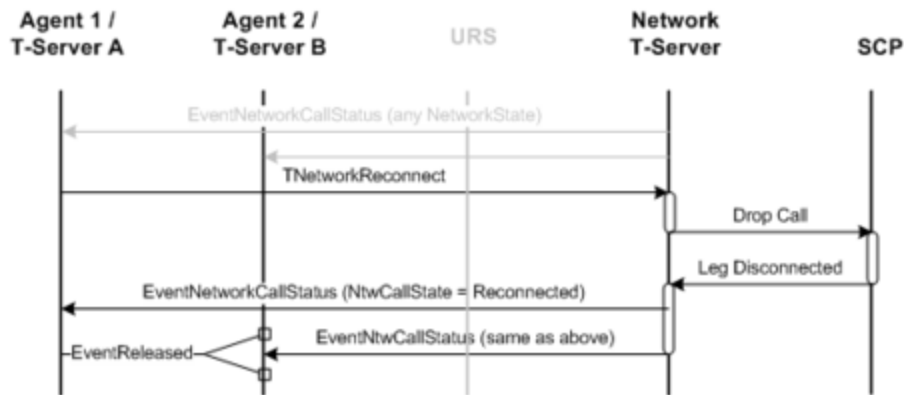 Agent 1 /
T-Server A
Agent 2 /
T-Server B
URS
Network
T-Server
SCP
EventNetworkCallStatus (any NetworkState)
TNetworkReconnect
Drop Call
Leg Disconnected
EventNetworkCallStatus (NtwCallState = Reconnected)
EventNtwCallStatus (same as above)
EventReleased